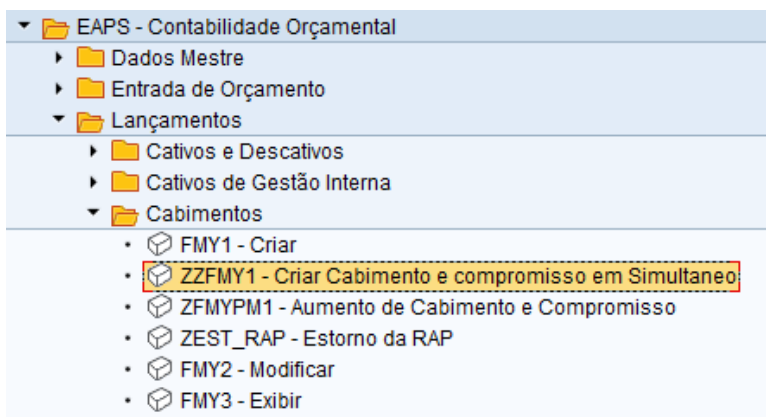 EAPS - Contabilidade Orçamental
Dados Mestre
Entrada de Orçamento
Lançamentos
Cativos e Descativos
Cativos de Gestão Interna
Cabimentos
FMY1 - Criar
ZZFMY1 - Criar Cabimento e compromisso em Simultaneo
ZFMYPM1 - Aumento de Cabimento e Compromisso
ZEST_RAP - Estorno da RAP
FMY2 - Modificar
FMY3 - Exibir